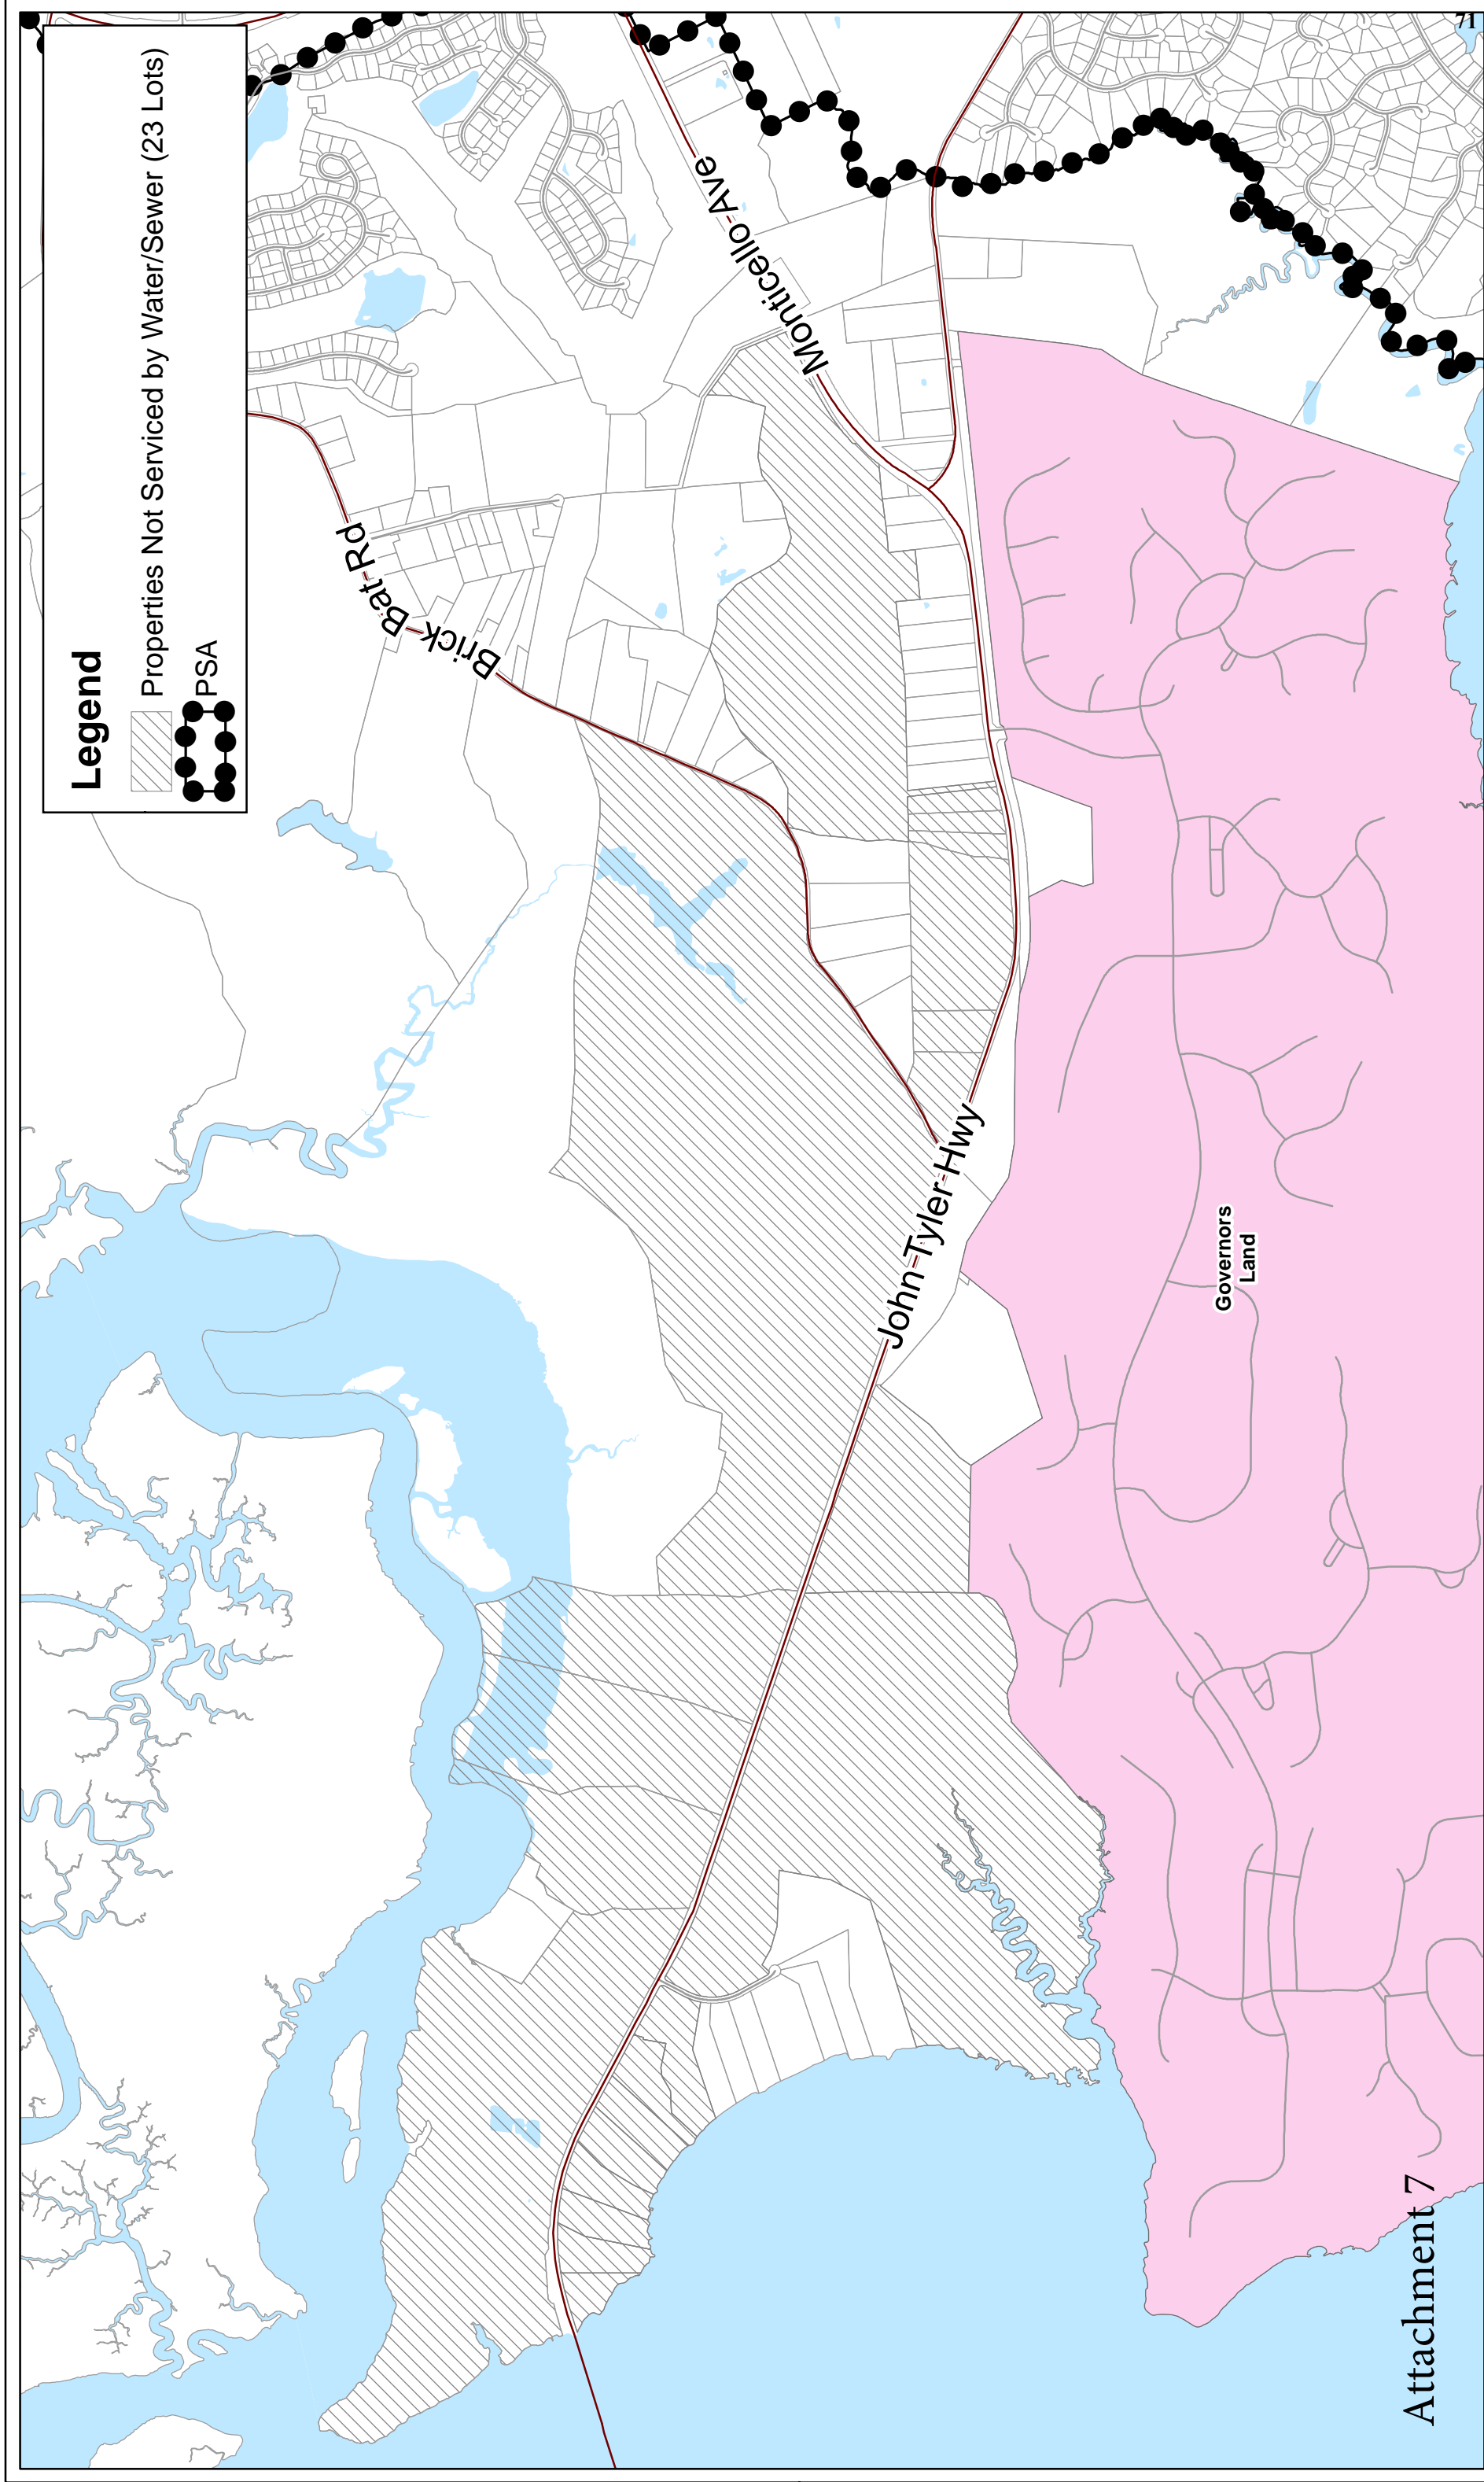 Legend
Properties Not Serviced by Water/Sewer (23 Lots)
PSA
Monticello Ave
Brick Bat Rd
John Tyler Hwy
Governors
Land
Attachment 7
71